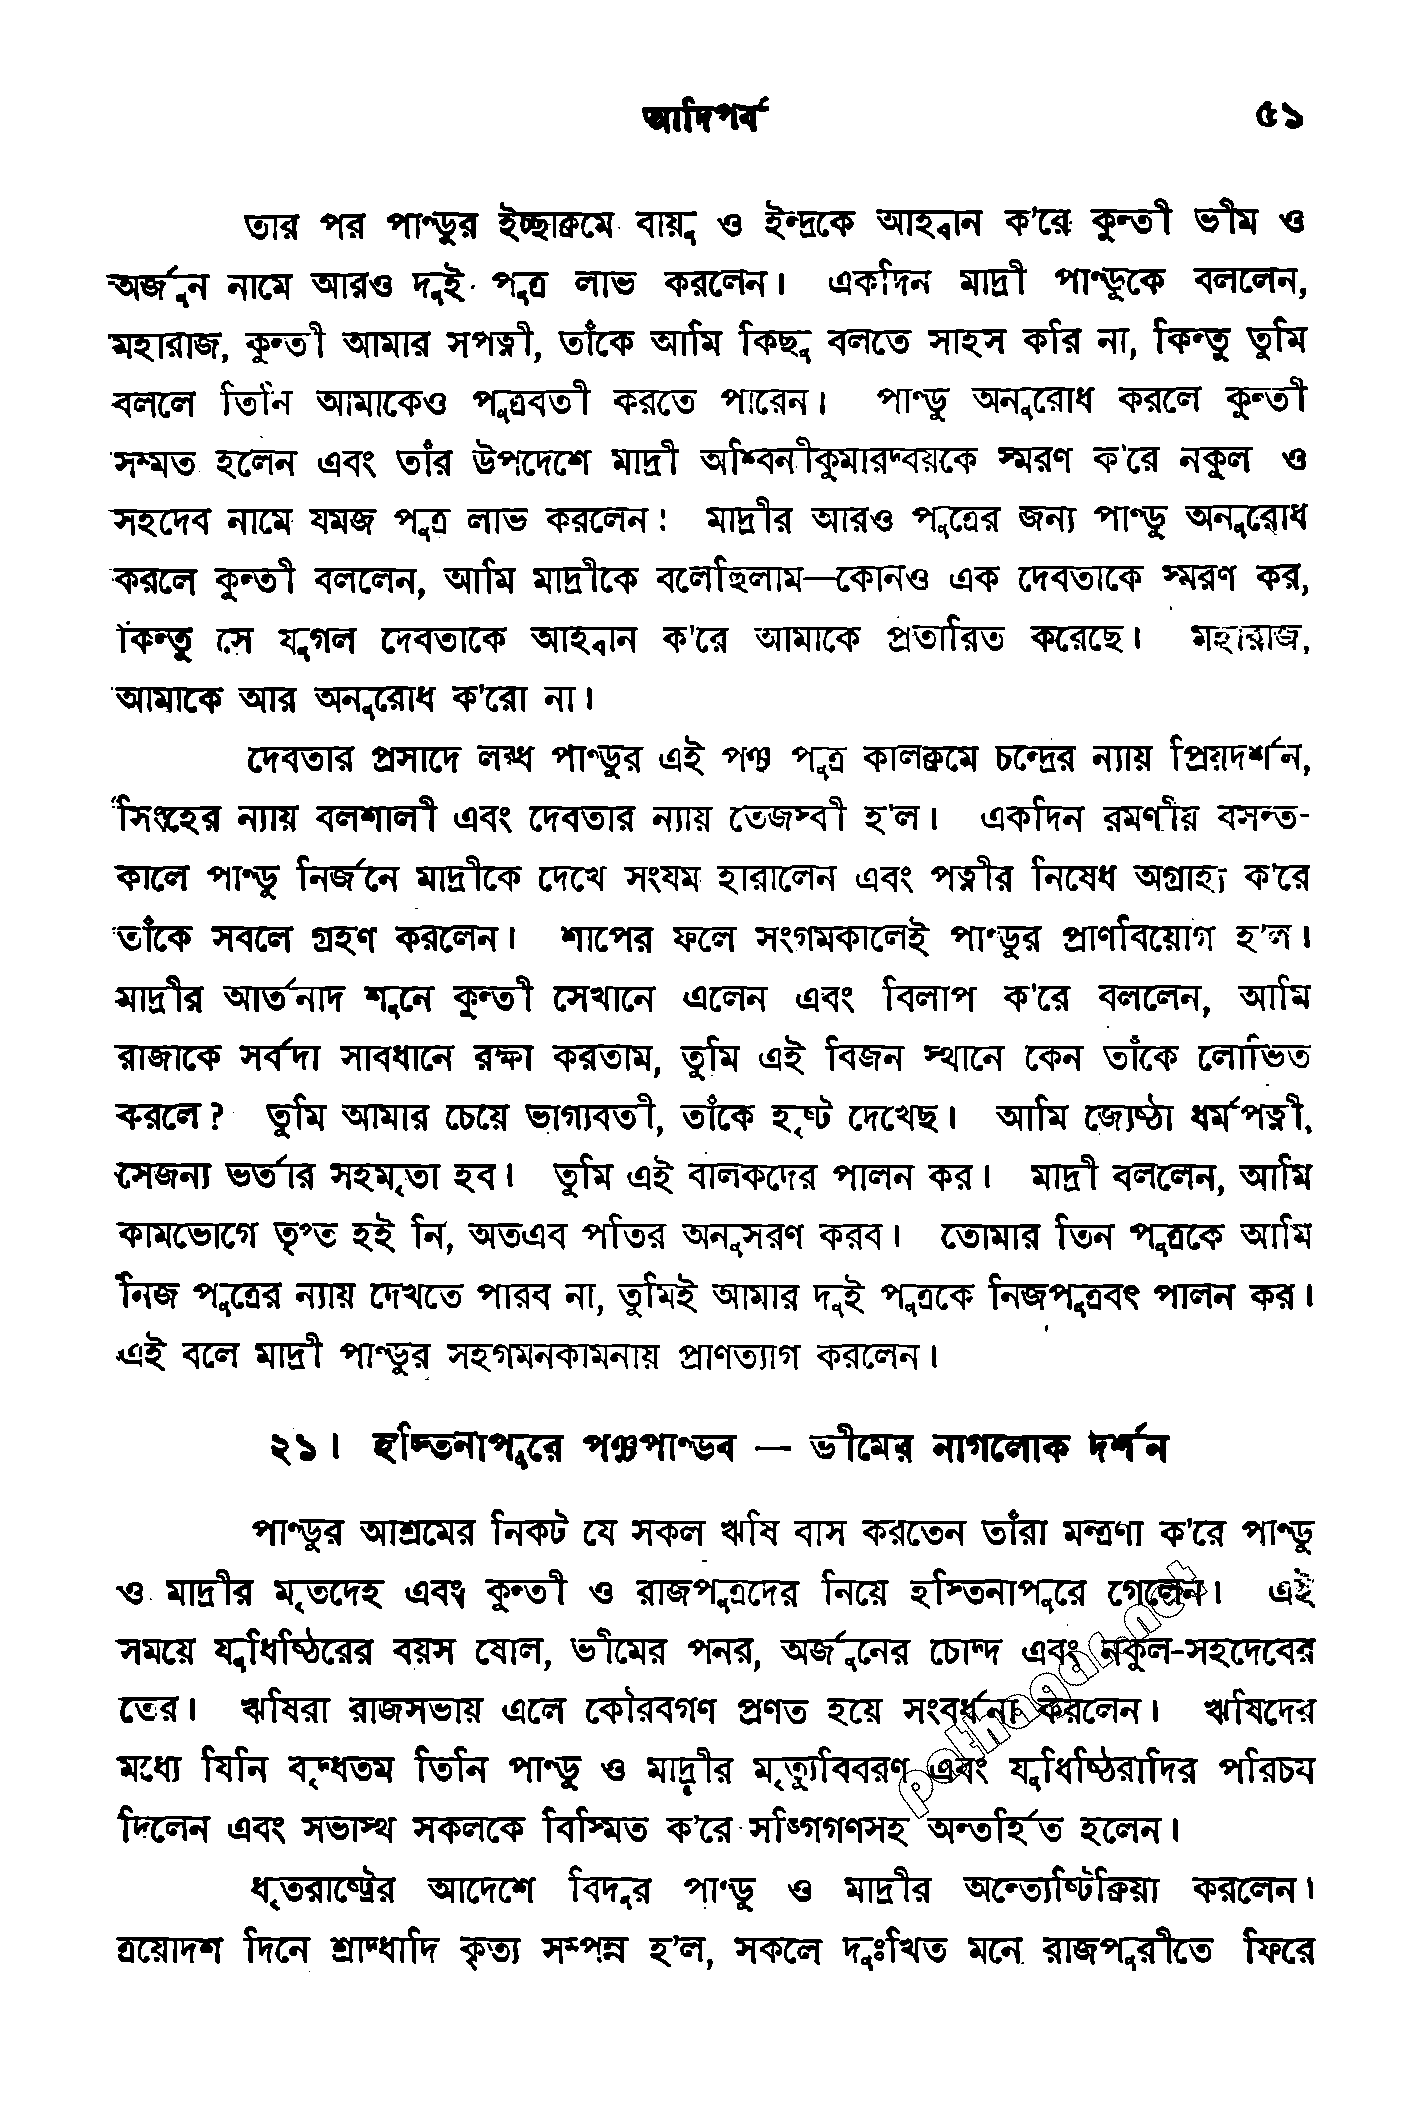 আদিপর্ব ৫১
তার পর পাণ্ডুর ইচ্ছাক্রমে বায়ু ও ইন্দ্রকে আহ্বান ক'রে কুন্তী ভীম ও
অর্জুন নামে আরও দুই পুত্র লাভ করলেন। একদিন মাদ্রী পাণ্ডুকে বললেন,
মহারাজ, কুন্তী আমার সপত্নী, তাঁকে আমি কিছু বলতে সাহস করি না, কিন্তু তুমি
বললে তিনি আমাকেও পুত্রবতী করতে পারেন। পাণ্ডু অনুরোধ করলে কুন্তী
সম্মত হলেন এবং তাঁর উপদেশে মাদ্রী অশ্বিনীকুমারদ্বয়কে স্মরণ ক'রে নকুল ও
সহদেব নামে যমজ পুত্র লাভ করলেন। মাদ্রীর আরও পুত্রের জন্য পাণ্ডু অনুরোধ
করলে কুন্তী বললেন, আমি মাদ্রীকে বলেছিলাম—কোনও এক দেবতাকে স্মরণ কর,
কিন্তু সে যুগল দেবতাকে আহ্বান ক'রে আমাকে প্রতারিত করেছে। মহারাজ,
আমাকে আর অনুরোধ ক'রো না।
দেবতার প্রসাদে লব্ধ পাণ্ডুর এই পঞ্চ পুত্র কালক্রমে চন্দ্রের ন্যায় প্রিয়দর্শন,
সিংহের ন্যায় বলশালী এবং দেবতার ন্যায় তেজস্বী হ'ল। একদিন রমণীয় বসন্ত-
কালে পাণ্ডু নির্জনে মাদ্রীকে দেখে সংযম হারালেন এবং পত্নীর নিষেধ অগ্রাহ্য ক'রে
তাঁকে সবলে গ্রহণ করলেন। শাপের ফলে সংগমকালেই পাণ্ডুর প্রাণবিয়োগ হ'ল।
মাদ্রীর আর্তনাদ শুনে কুন্তী সেখানে এলেন এবং বিলাপ ক'রে বললেন, আমি
রাজাকে সর্বদা সাবধানে রক্ষা করতাম, তুমি এই বিজন স্থানে কেন তাঁকে লোভিত
করলে? তুমি আমার চেয়ে ভাগ্যবতী, তাঁকে হৃষ্ট দেখেছ। আমি জ্যেষ্ঠা ধর্মপত্নী,
সেজন্য ভর্তার সহমৃতা হব। তুমি এই বালকদের পালন কর। মাদ্রী বললেন, আমি
কামভোগে তৃপ্ত হই নি, অতএব পতির অনুসরণ করব। তোমার তিন পুত্রকে আমি
নিজ পুত্রের ন্যায় দেখতে পারব না, তুমিই আমার দুই পুত্রকে নিজপুত্রবৎ পালন কর।
এই বলে মাদ্রী পাণ্ডুর সহগমনকামনায় প্রাণত্যাগ করলেন।
২১। হস্তিনাপুরে পঞ্চপাণ্ডব — ভীমের নাগলোক দর্শন
পাণ্ডুর আশ্রমের নিকট যে সকল ঋষি বাস করতেন তাঁরা মন্ত্রণা ক'রে পাণ্ডু
ও মাদ্রীর মৃতদেহ এবং কুন্তী ও রাজপুত্রদের নিয়ে হস্তিনাপুরে গেলেন। এই
সময়ে যুধিষ্ঠিরের বয়স ষোল, ভীমের পনর, অর্জুনের চোদ্দ এবং নকুল-সহদেবের
তের। ঋষিরা রাজসভায় এলে কৌরবগণ প্রণত হয়ে সংবর্ধনা করলেন। ঋষিদের
মধ্যে যিনি বৃদ্ধতম তিনি পাণ্ডু ও মাদ্রীর মৃত্যুবিবরণ এবং যুধিষ্ঠিরাদির পরিচয়
দিলেন এবং সভাস্থ সকলকে বিস্মিত ক'রে সঙ্গিগণসহ অন্তর্হিত হলেন।
ধৃতরাষ্ট্রের আদেশে বিদুর পাণ্ডু ও মাদ্রীর অন্ত্যেষ্টিক্রিয়া করলেন।
ত্রয়োদশ দিনে শ্রাদ্ধাদি কৃত্য সম্পন্ন হ'ল, সকলে দুঃখিত মনে রাজপুরীতে ফিরে
pathagar.net